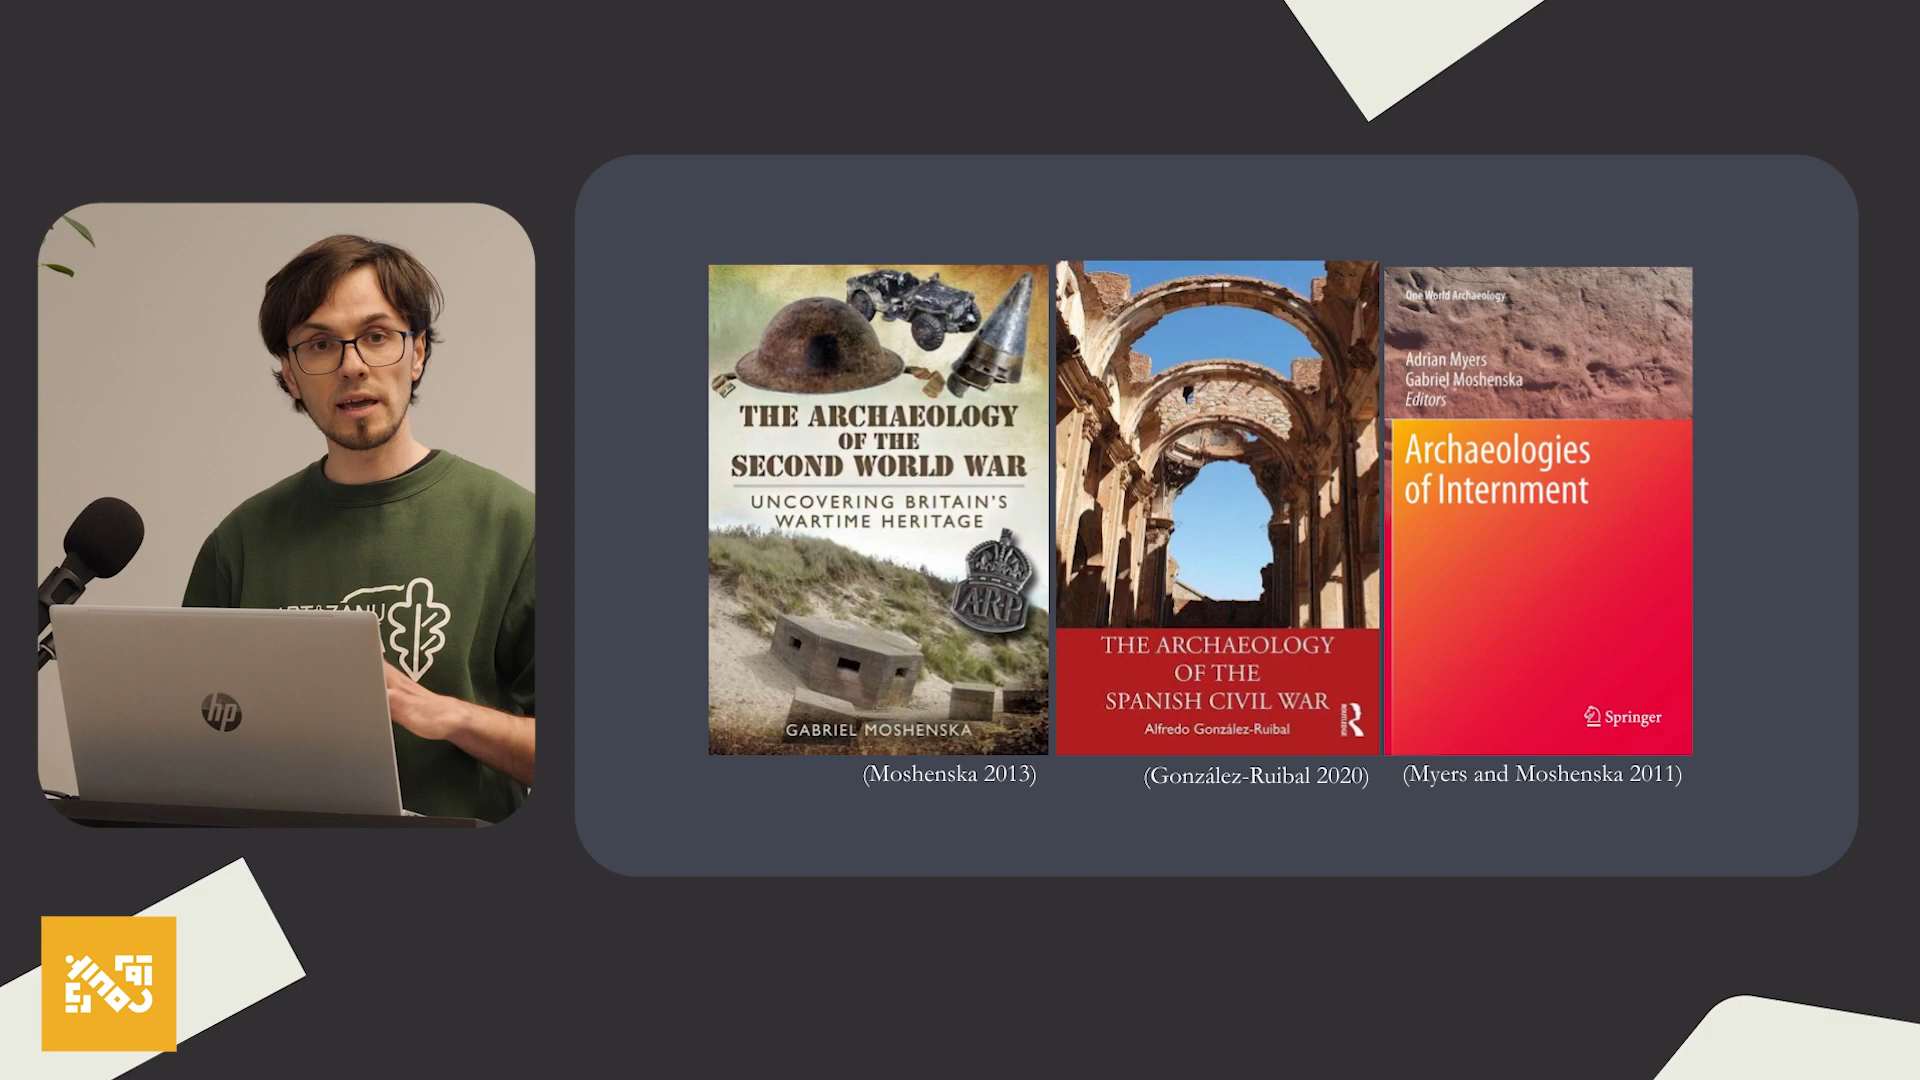 hp
THE ARCHAEOLOGY
OF THE
SECOND WORLD WAR
UNCOVERING BRITAIN'S
WARTIME HERITAGE
ARP
GABRIEL MOSHENSKA
(Moshenska 2013)
THE ARCHAEOLOGY
OF THE
SPANISH CIVIL WAR
Alfredo González-Ruibal
ROUTLEDGE
(González-Ruibal 2020)
One World Archaeology
Adrian Myers
Gabriel Moshenska
Editors
Archaeologies
of Internment
Springer
(Myers and Moshenska 2011)